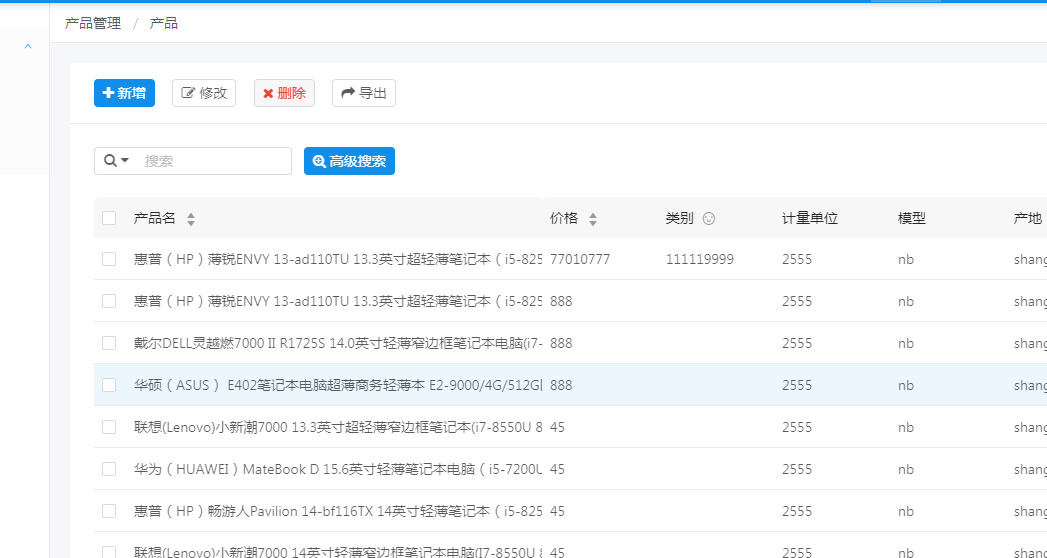 产品管理 / 产品
新增 修改 删除 导出
搜索 高级搜索
产品名 价格 类别 计量单位 模型 产地
惠普（HP）薄锐ENVY 13-ad110TU 13.3英寸超轻薄笔记本（i5-825 77010777 111119999 2555 nb shang
惠普（HP）薄锐ENVY 13-ad110TU 13.3英寸超轻薄笔记本（i5-825 888 2555 nb shang
戴尔DELL灵越燃7000 II R1725S 14.0英寸轻薄窄边框笔记本电脑(i7- 888 2555 nb shang
华硕（ASUS） E402笔记本电脑超薄商务轻薄本 E2-9000/4G/512G 888 2555 nb shang
联想(Lenovo)小新潮7000 13.3英寸超轻薄窄边框笔记本(i7-8550U 8 45 2555 nb shang
华为（HUAWEI）MateBook D 15.6英寸轻薄笔记本电脑（i5-7200U 45 2555 nb shang
惠普（HP）畅游人Pavilion 14-bf116TX 14英寸轻薄笔记本（i5-825 45 2555 nb shang
联想(Lenovo)小新潮7000 14英寸轻薄窄边框笔记本电脑(I7-8550U 8 45 2555 nb shang